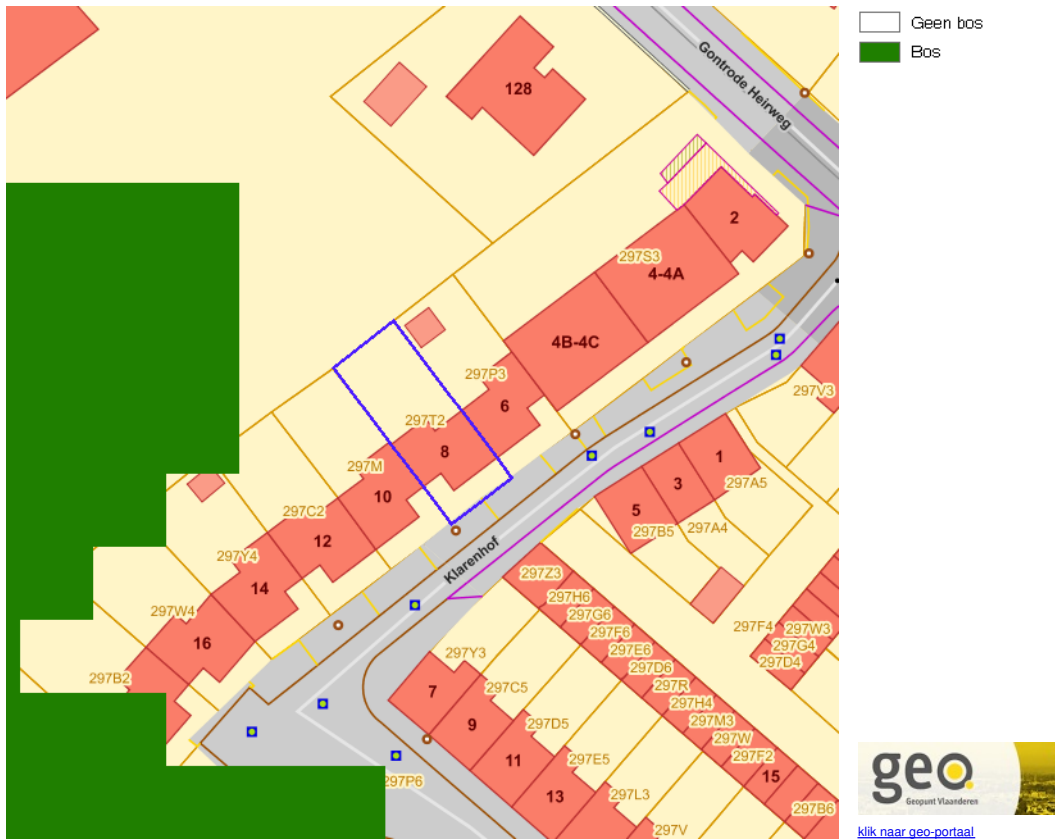 Geen bos
Bos
Gontrode Heirweg
128
2
297S3
4-4A
4B-4C
297P3
6
297T2
8
297V3
297M
10
1
297A5
3
297C2
5
297A4
297B5
12
Klarenhof
297Y4
14
297Z3
297H6
297G6
297F6
297E6
297D6
297R
297H4
297M3
297W
297F2
15
297B6
297F4
297W3
297G4
297D4
297W4
16
297B2
297Y3
7
297C5
9
297D5
11
297E5
13
297L3
297V
297P6
geo
Geopunt Vlaanderen
klik naar geo-portaal